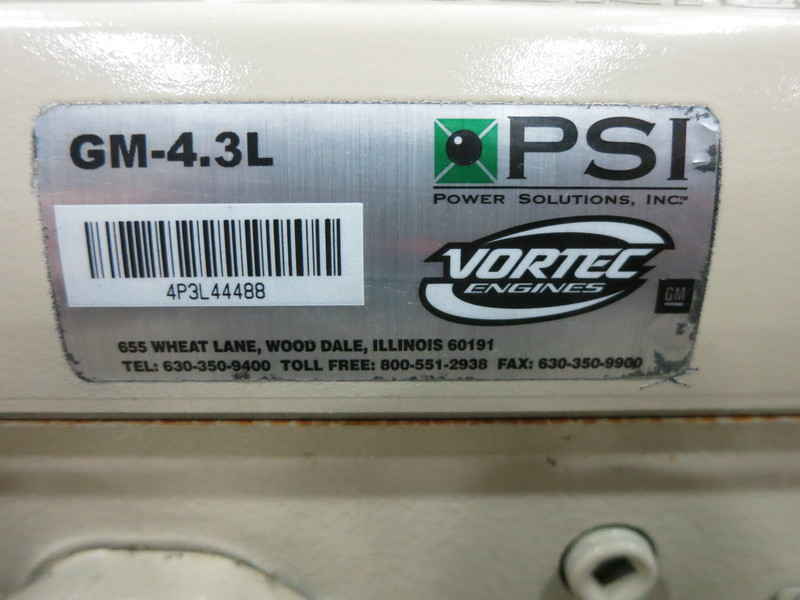 GM-4.3L
PSI
POWER SOLUTIONS, INC.™
4P3L44488
VORTEC
ENGINES
GM
655 WHEAT LANE, WOOD DALE, ILLINOIS 60191
TEL: 630-350-9400 TOLL FREE: 800-551-2938 FAX: 630-350-9900